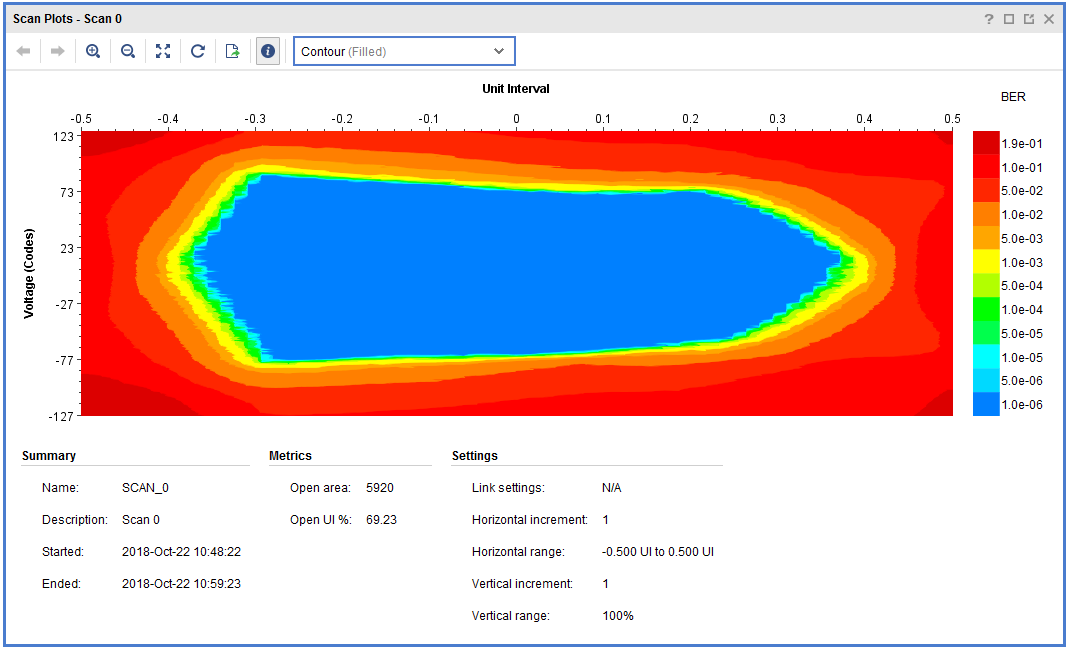 Scan Plots - Scan 0
?
i
Contour (Filled)
Unit Interval
BER
-0.5 -0.4 -0.3 -0.2 -0.1 0 0.1 0.2 0.3 0.4 0.5
123
73
23
-27
-77
-127
Voltage (Codes)
1.9e-01
1.0e-01
5.0e-02
1.0e-02
5.0e-03
1.0e-03
5.0e-04
1.0e-04
5.0e-05
1.0e-05
5.0e-06
1.0e-06
Summary
Name: SCAN_0
Description: Scan 0
Started: 2018-Oct-22 10:48:22
Ended: 2018-Oct-22 10:59:23
Metrics
Open area: 5920
Open UI %: 69.23
Settings
Link settings: N/A
Horizontal increment: 1
Horizontal range: -0.500 UI to 0.500 UI
Vertical increment: 1
Vertical range: 100%